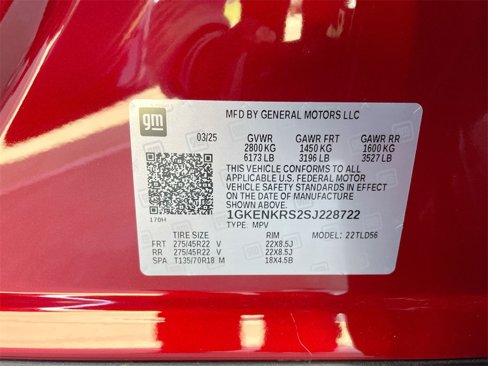 gm
MFD BY GENERAL MOTORS LLC
03/25 GVWR GAWR FRT GAWR RR
2800 KG 1450 KG 1600 KG
6173 LB 3196 LB 3527 LB
THIS VEHICLE CONFORMS TO ALL
APPLICABLE U.S. FEDERAL MOTOR
VEHICLE SAFETY STANDARDS IN EFFECT
ON THE DATE OF MANUFACTURE
SHOWN ABOVE.
1GKENKRS2SJ228722
170H TYPE: MPV
TIRE SIZE RIM MODEL: 22TLD56
FRT 275/45R22 V 22X8.5J
RR 275/45R22 V 22X8.5J
SPA T135/70R18 M 18X4.5B